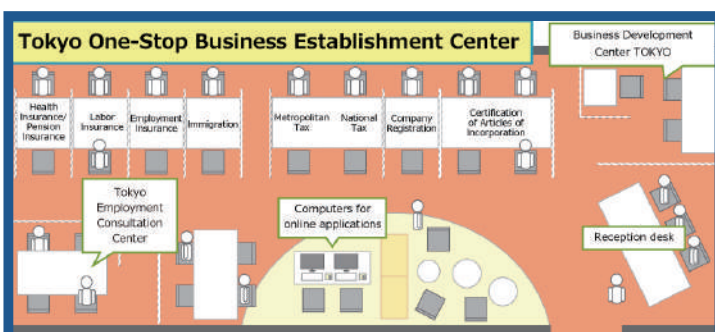 Tokyo One-Stop Business Establishment Center
Business Development
Center TOKYO
Health
Insurance/
Pension
Insurance
Labor
Insurance
Employment
Insurance
Immigration
Metropolitan
Tax
National
Tax
Company
Registration
Certification
of Articles of
Incorporation
Tokyo
Employment
Consultation
Center
Computers for
online applications
Reception desk